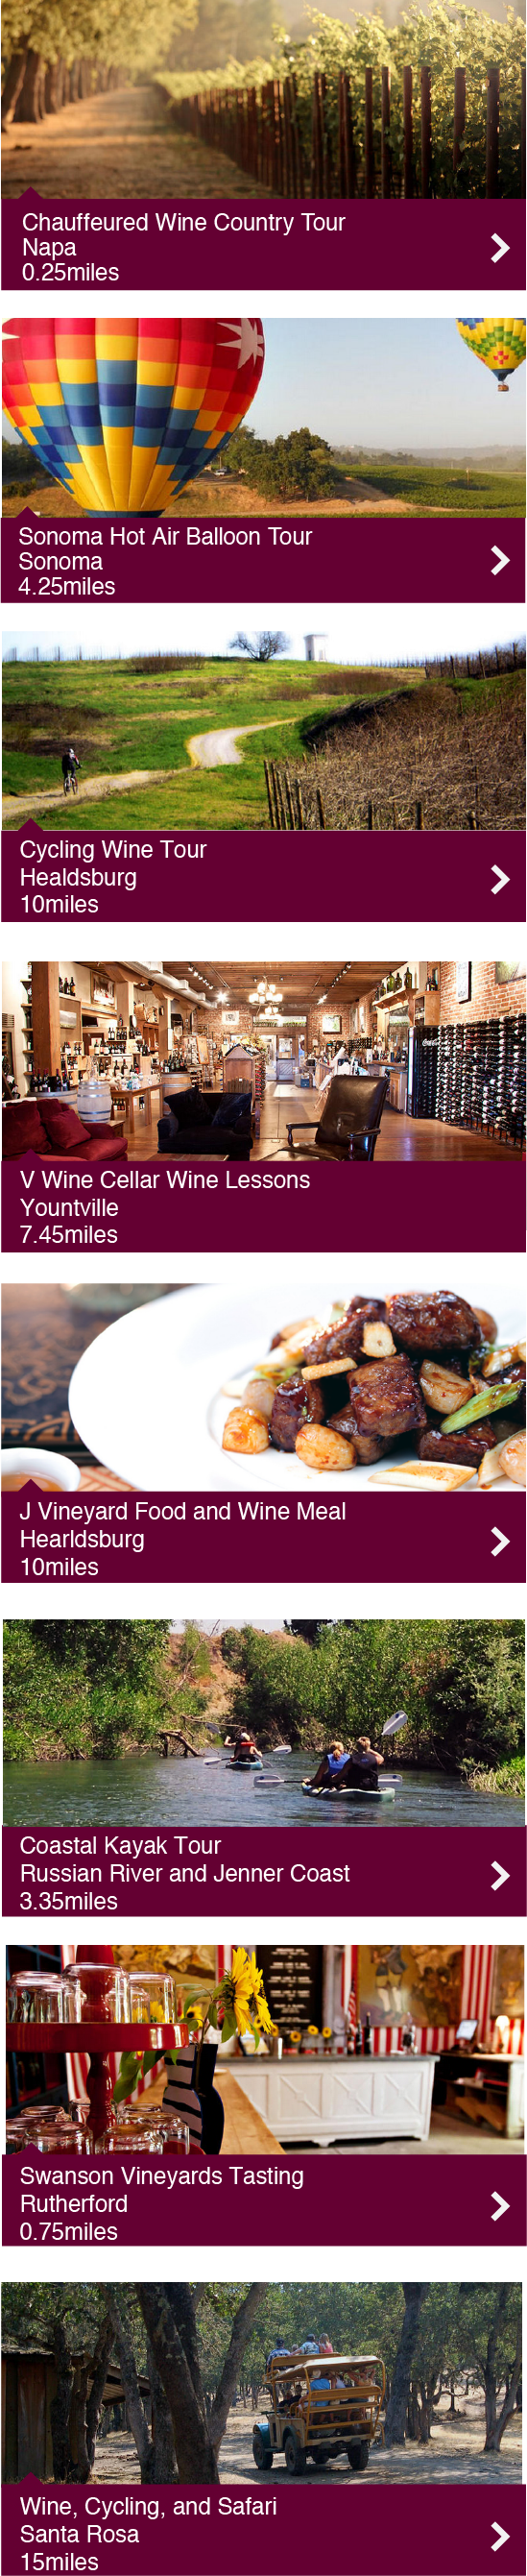 Chauffeured Wine Country Tour
Napa
0.25miles
Sonoma Hot Air Balloon Tour
Sonoma
4.25miles
Cycling Wine Tour
Healdsburg
10miles
V Wine Cellar Wine Lessons
Yountville
7.45miles
J Vineyard Food and Wine Meal
Hearldsburg
10miles
Coastal Kayak Tour
Russian River and Jenner Coast
3.35miles
Swanson Vineyards Tasting
Rutherford
0.75miles
Wine, Cycling, and Safari
Santa Rosa
15miles